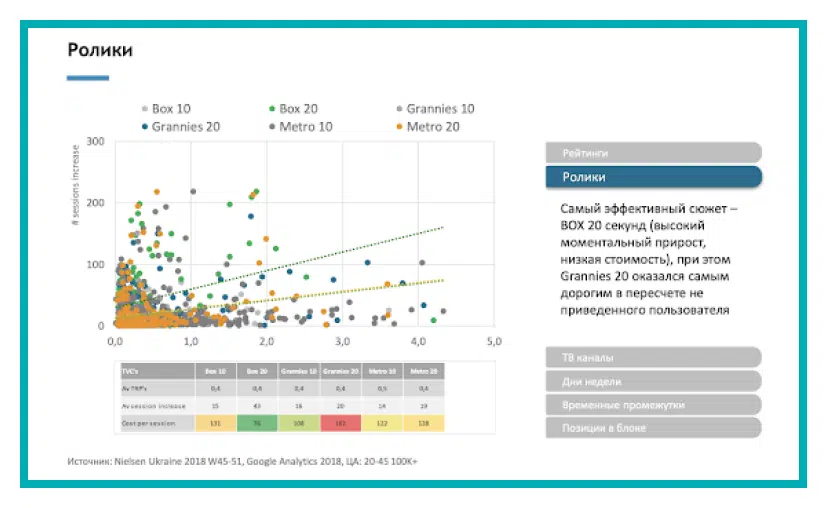 Ролики
Box 10 Box 20 Grannies 10
Grannies 20 Metro 10 Metro 20
# sessions increase
300
200
100
0
0,0 1,0 2,0 3,0 4,0 5,0
TVC's Box 10 Box 20 Grannies 10 Grannies 20 Metro 10 Metro 20
Av TRP's 0,4 0,4 0,4 0,4 0,5 0,4
Av session increase 15 43 16 20 14 19
Cost per session 131 108 122
Рейтинги
Ролики
Самый эффективный сюжет –
BOX 20 секунд (высокий
моментальный прирост,
низкая стоимость), при этом
Grannies 20 оказался самым
дорогим в пересчете не
приведенного пользователя
ТВ каналы
Дни недели
Временные промежутки
Позиции в блоке
Источник: Nielsen Ukraine 2018 W45-51, Google Analytics 2018, ЦА: 20-45 100K+